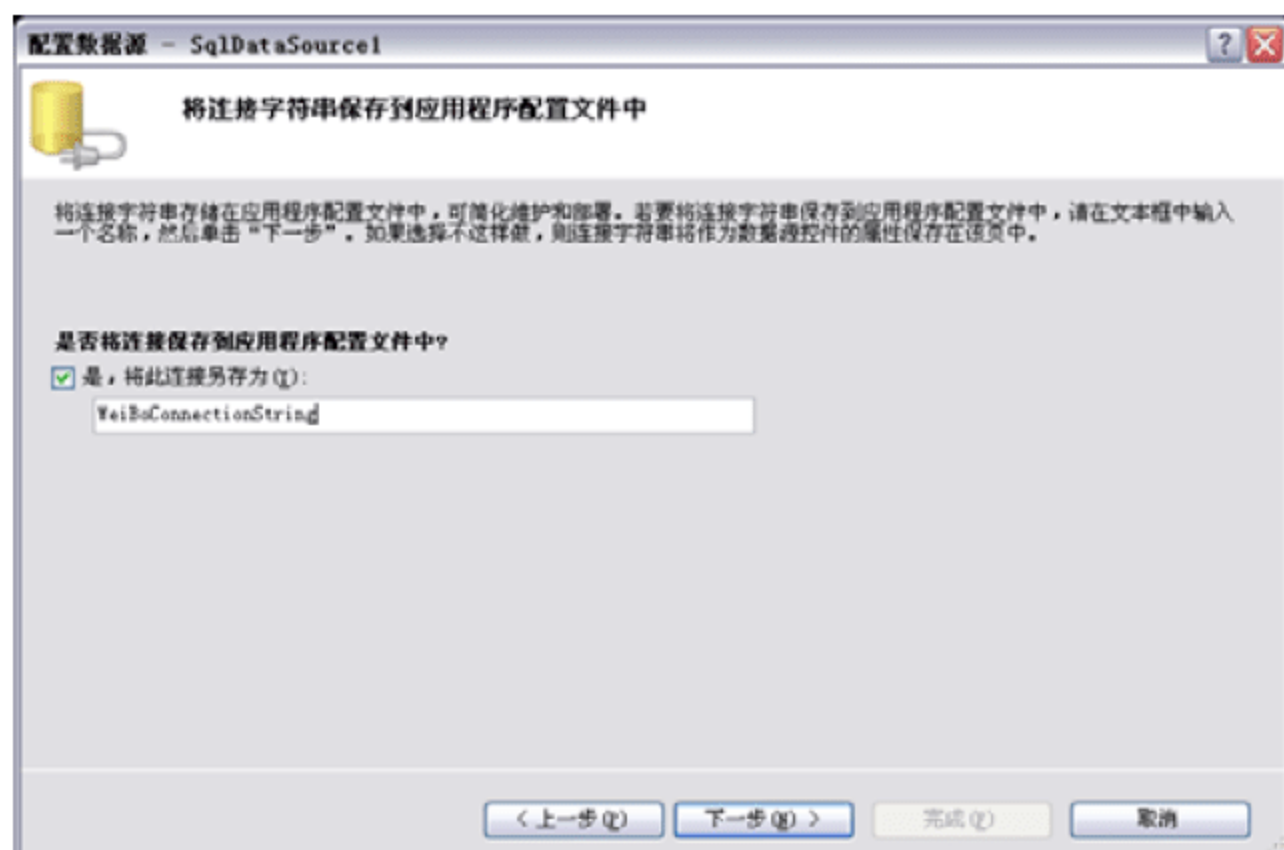 配置数据源 - SqlDataSource1
将连接字符串保存到应用程序配置文件中
将连接字符串存储在应用程序配置文件中，可简化维护和部署。若要将连接字符串保存到应用程序配置文件中，请在文本框中输入
一个名称，然后单击“下一步”。如果选择不这样做，则连接字符串将作为数据源控件的属性保存在该页中。
是否将连接保存到应用程序配置文件中?
是，将此连接另存为(Y):
WeiBoConnectionString
< 上一步(P) 下一步(N) > 完成(F) 取消